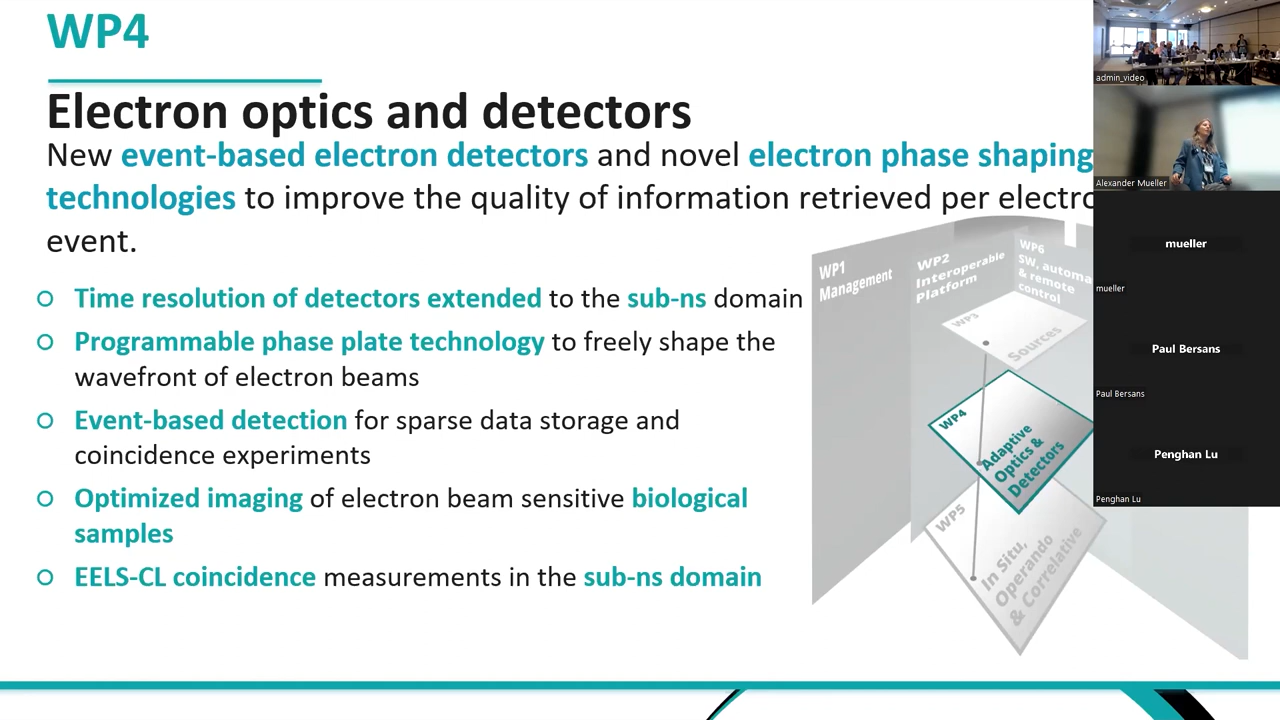 WP4
Electron optics and detectors
New event-based electron detectors and novel electron phase shaping
technologies to improve the quality of information retrieved per electro
event.
Time resolution of detectors extended to the sub-ns domain
Programmable phase plate technology to freely shape the
wavefront of electron beams
Event-based detection for sparse data storage and
coincidence experiments
Optimized imaging of electron beam sensitive biological
samples
EELS-CL coincidence measurements in the sub-ns domain
WP1
Management
WP2
Interoperable
Platform
WP6
SW, automa
& remote
control
WP3
Sources
WP4
Adaptive
Optics &
Detectors
WP5
In Situ,
Operando
& Correlative
admin_video
Alexander Mueller
mueller
mueller
Paul Bersans
Paul Bersans
Penghan Lu
Penghan Lu